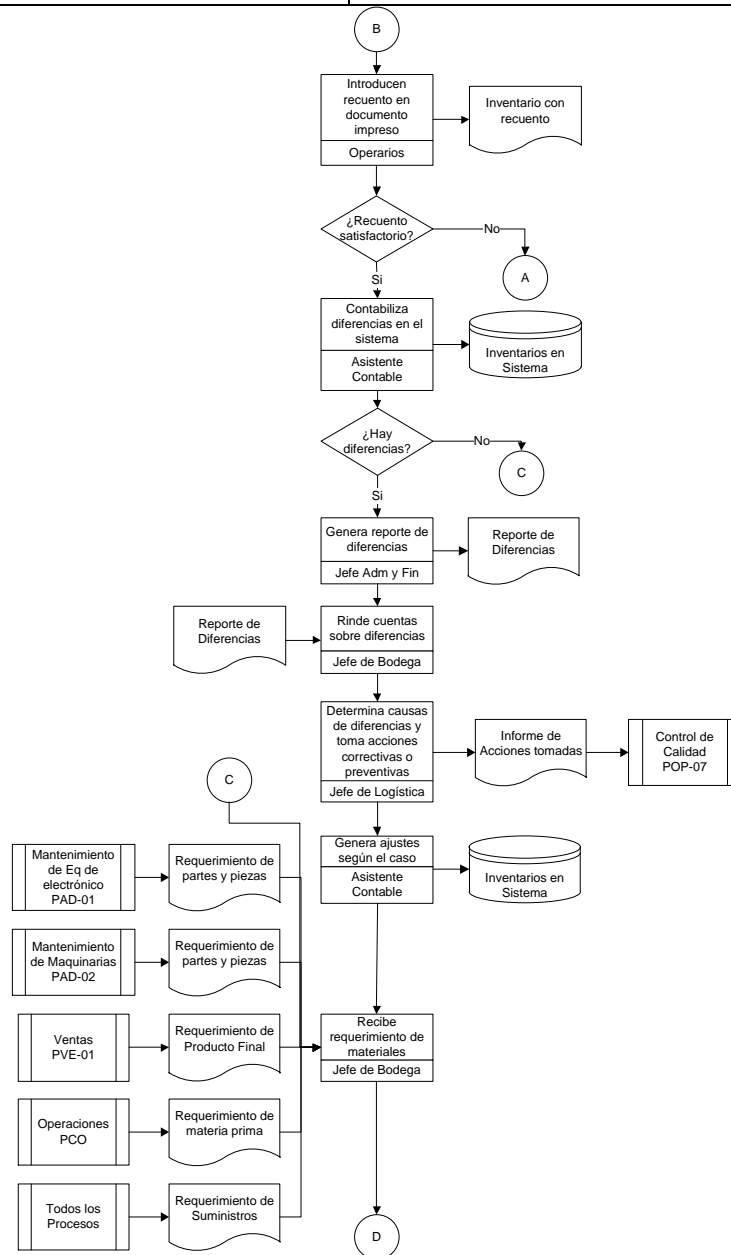 B
Introducen
recuento en
documento
impreso
Operarios
Inventario con
recuento
¿Recuento
satisfactorio?
No
A
Si
Contabiliza
diferencias en el
sistema
Asistente
Contable
Inventarios en
Sistema
¿Hay
diferencias?
No
C
Si
Genera reporte de
diferencias
Jefe Adm y Fin
Reporte de
Diferencias
Reporte de
Diferencias
Rinde cuentas
sobre diferencias
Jefe de Bodega
Determina causas
de diferencias y
toma acciones
correctivas o
preventivas
Jefe de Logística
Informe de
Acciones tomadas
Control de
Calidad
POP-07
C
Genera ajustes
según el caso
Asistente
Contable
Inventarios en
Sistema
Mantenimiento
de Eq de
electrónico
PAD-01
Requerimiento de
partes y piezas
Mantenimiento
de Maquinarias
PAD-02
Requerimiento de
partes y piezas
Ventas
PVE-01
Requerimiento de
Producto Final
Recibe
requerimiento de
materiales
Jefe de Bodega
Operaciones
PCO
Requerimiento de
materia prima
Todos los
Procesos
Requerimiento de
Suministros
D